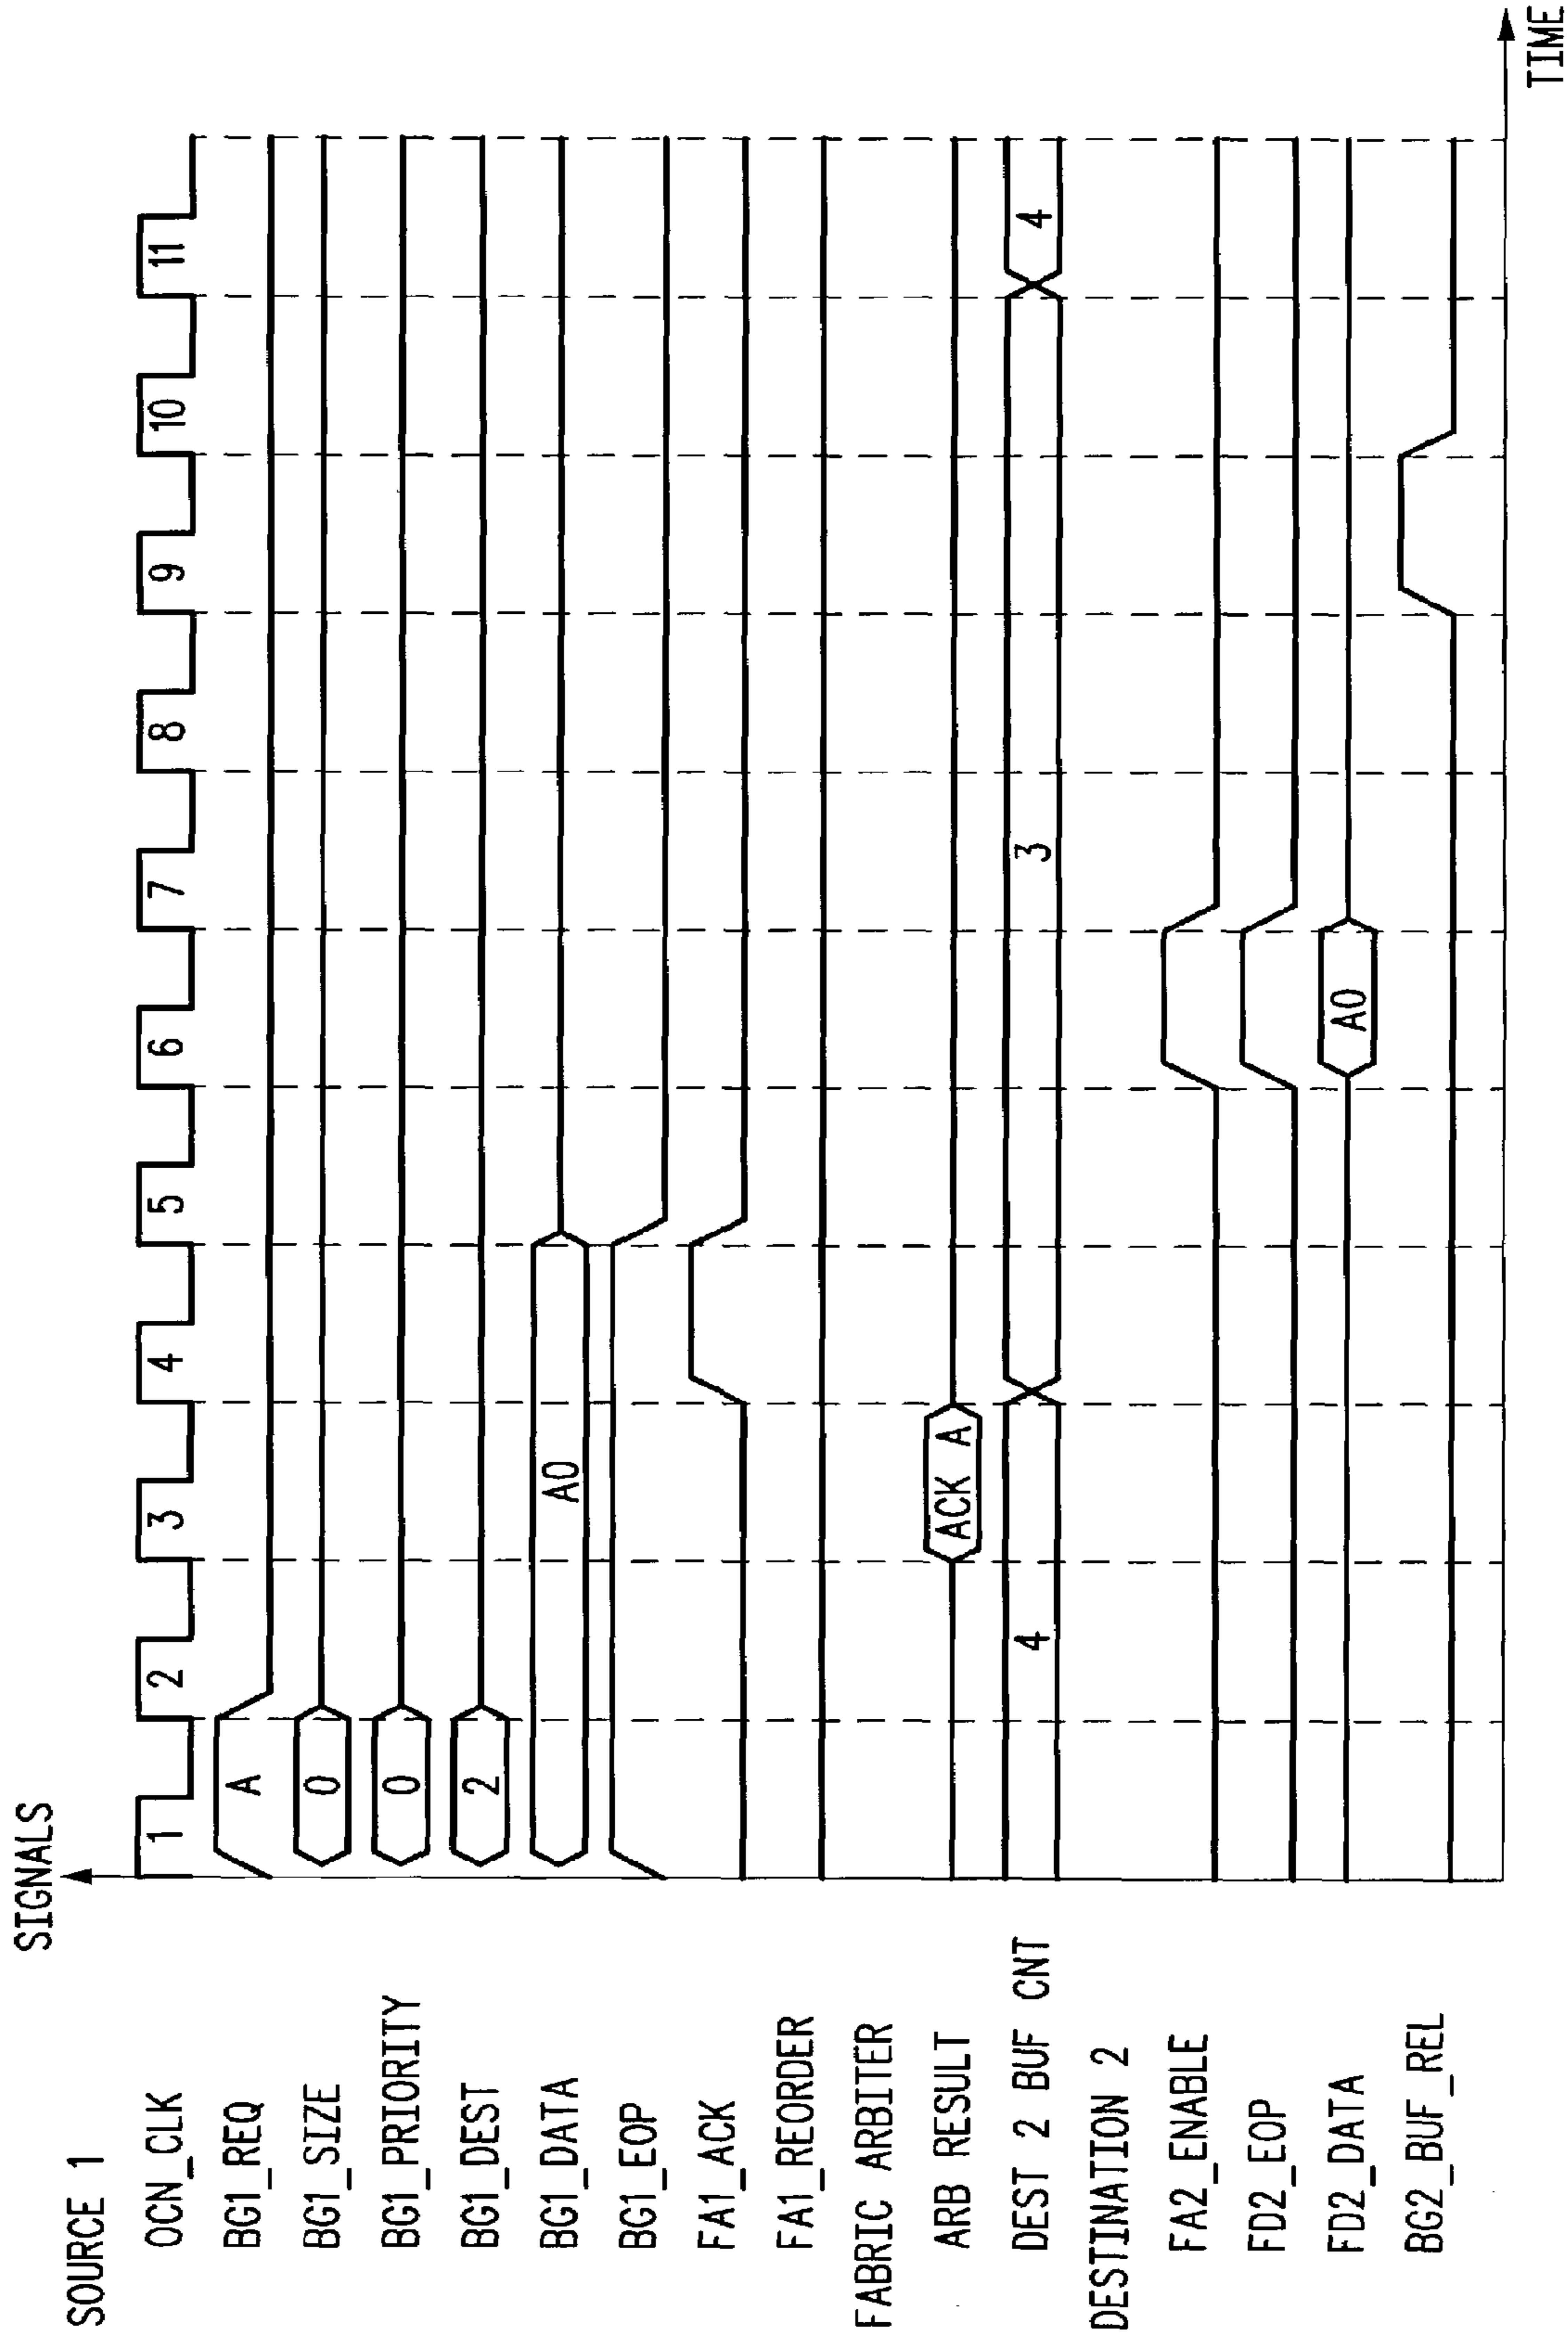 SIGNALS
SOURCE 1
OCN_CLK 1 2 3 4 5 6 7 8 9 10 11
BG1_REQ A
BG1_SIZE 0
BG1_PRIORITY 0
BG1_DEST 2
BG1_DATA A0
BG1_EOP
FA1_ACK
FA1_REORDER
FABRIC ARBITER
ARB RESULT ACK A
DEST 2 BUF CNT 4 3 4
DESTINATION 2
FA2_ENABLE
FD2_EOP
FD2_DATA A0
BG2_BUF_REL
TIME